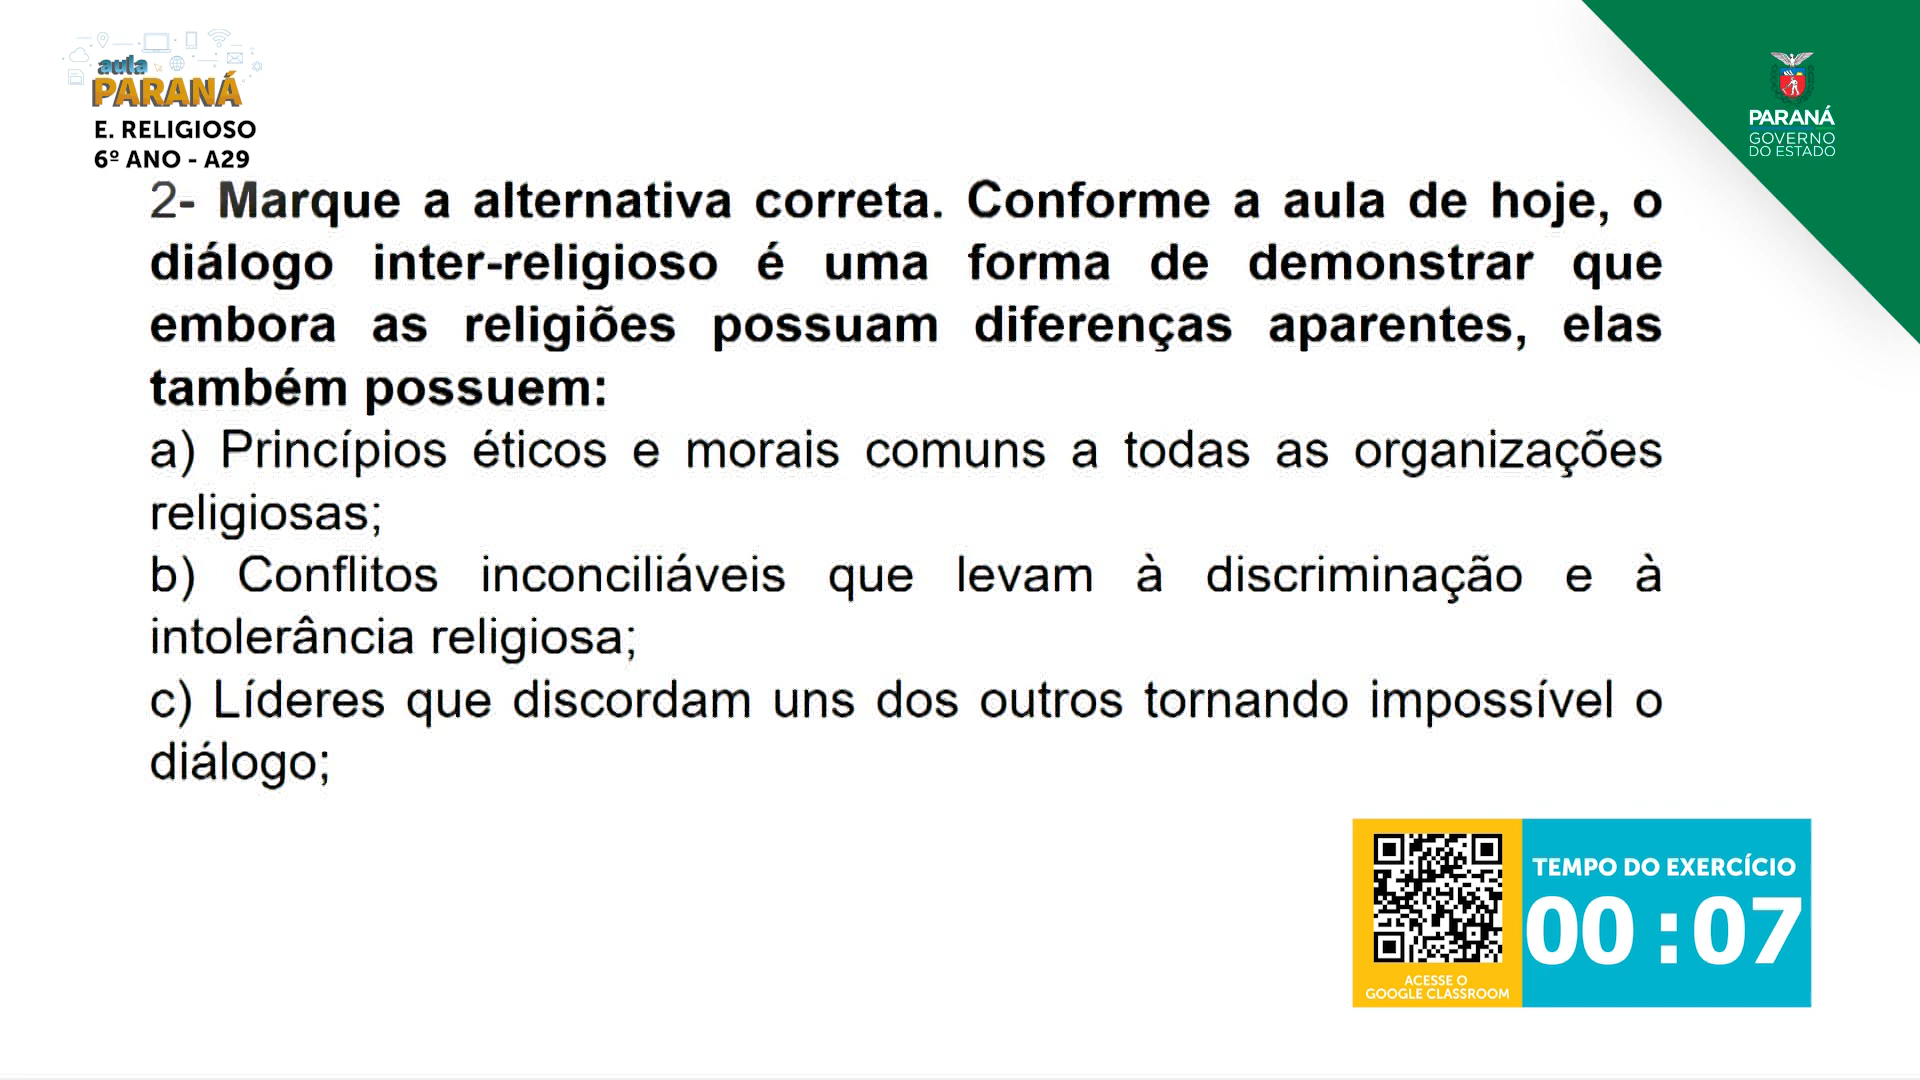 aula
PARANÁ
E. RELIGIOSO
6º ANO - A29
PARANÁ
GOVERNO
DO ESTADO
2- Marque a alternativa correta. Conforme a aula de hoje, o
diálogo inter-religioso é uma forma de demonstrar que
embora as religiões possuam diferenças aparentes, elas
também possuem:
a) Princípios éticos e morais comuns a todas as organizações
religiosas;
b) Conflitos inconciliáveis que levam à discriminação e à
intolerância religiosa;
c) Líderes que discordam uns dos outros tornando impossível o
diálogo;
TEMPO DO EXERCÍCIO
00:07
ACESSE O
GOOGLE CLASSROOM